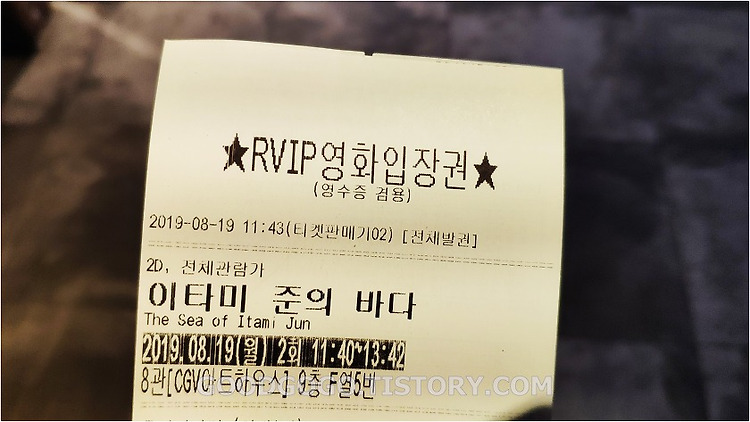 ★RVIP영화입장권★
(영수증 겸용)
2019-08-19 11:43(티켓판매기02) [전체발권]
2D, 전체관람가
이타미 준의 바다
The Sea of Itami Jun
2019.08.19(월) 2회 11:40~13:42
8관[CGV아트하우스] 9층 F열5번
TISTORY.COM